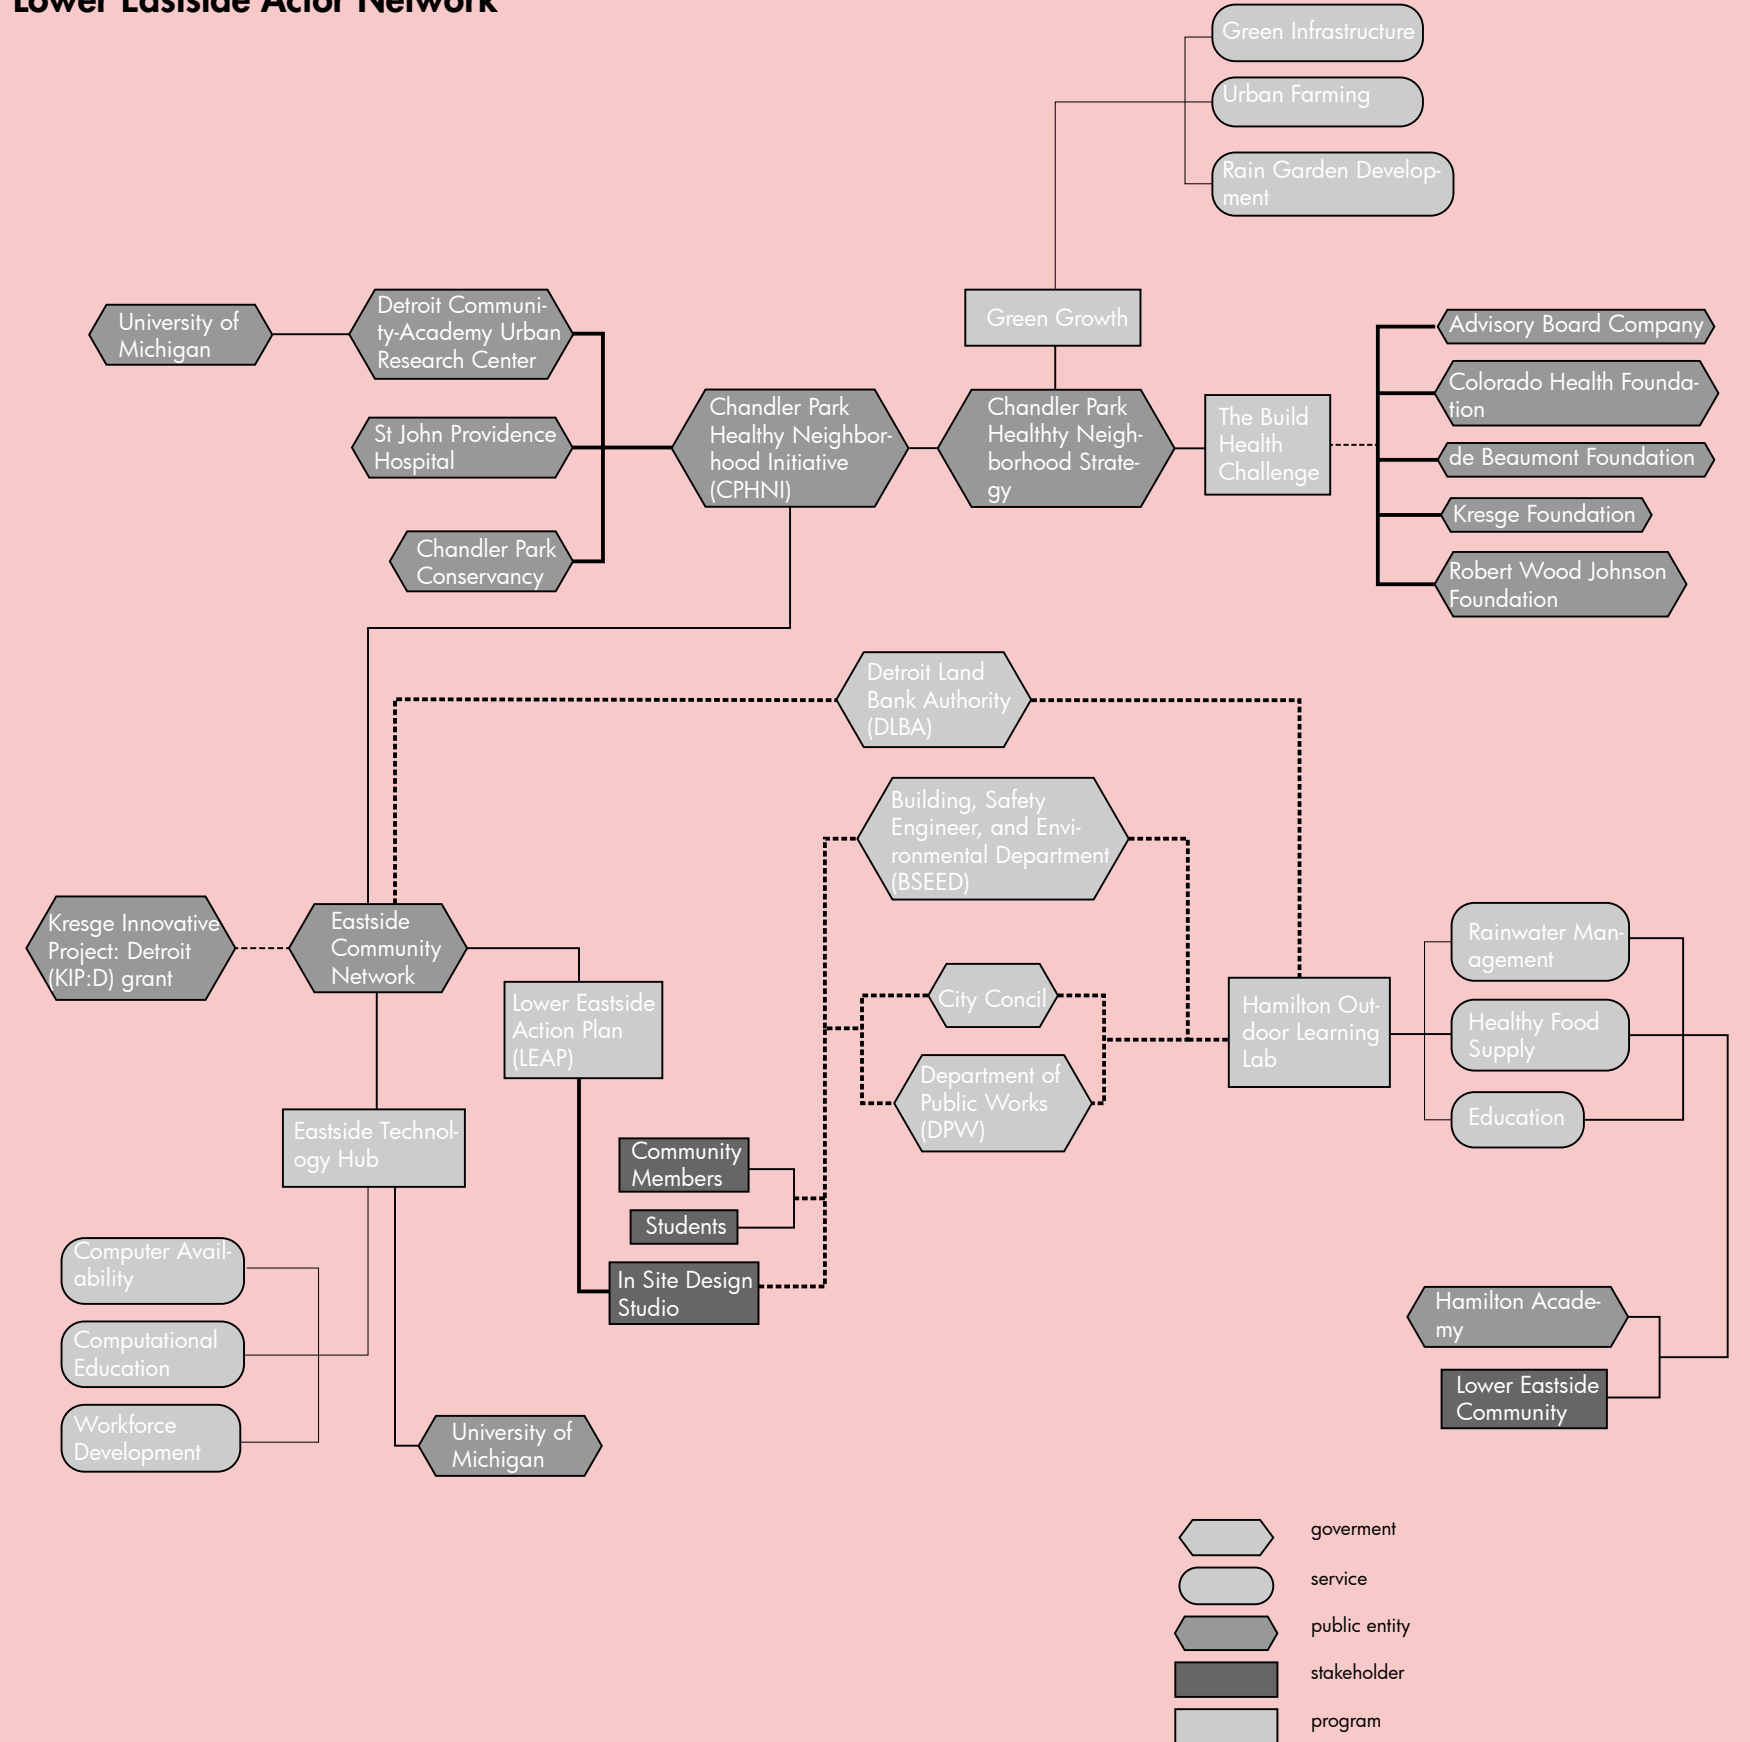 Lower Eastside Actor Network
Green Infrastructure
Urban Farming
Rain Garden Develop-
ment
Green Growth
University of
Michigan
Detroit Communi-
ty-Academy Urban
Research Center
St John Providence
Hospital
Chandler Park
Conservancy
Chandler Park
Healthy Neighbor-
hood Initiative
(CPHNI)
Chandler Park
Healthty Neigh-
borhood Strate-
gy
The Build
Health
Challenge
Advisory Board Company
Colorado Health Founda-
tion
de Beaumont Foundation
Kresge Foundation
Robert Wood Johnson
Foundation
Detroit Land
Bank Authority
(DLBA)
Building, Safety
Engineer, and Envi-
ronmental Department
(BSEED)
Kresge Innovative
Project: Detroit
(KIP:D) grant
Eastside
Community
Network
Lower Eastside
Action Plan
(LEAP)
City Concil
Department of
Public Works
(DPW)
Hamilton Out-
door Learning
Lab
Rainwater Man-
agement
Healthy Food
Supply
Education
Eastside Technol-
ogy Hub
Community
Members
Students
In Site Design
Studio
Computer Avail-
ability
Computational
Education
Workforce
Development
University of
Michigan
Hamilton Acade-
my
Lower Eastside
Community
goverment
service
public entity
stakeholder
program